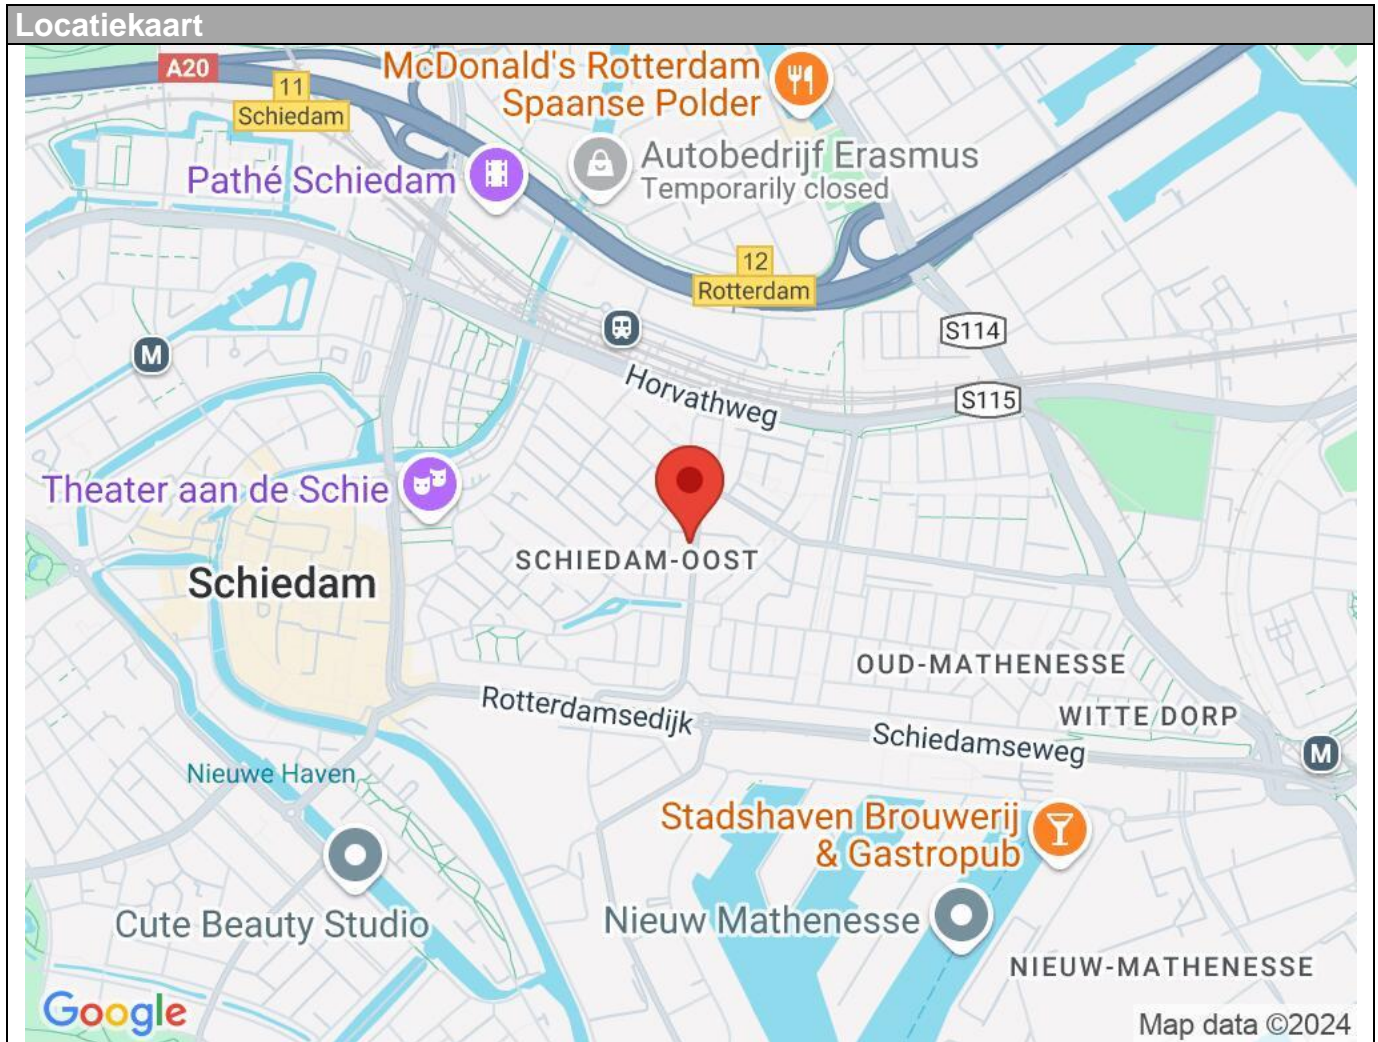 Locatiekaart
A20
11
Schiedam
McDonald's Rotterdam
Spaanse Polder
Autobedrijf Erasmus
Temporarily closed
Pathé Schiedam
12
Rotterdam
S114
M
Horvathweg
S115
Theater aan de Schie
SCHIEDAM-OOST
Schiedam
OUD-MATHENESSE
Rotterdamsedijk
WITTE DORP
Schiedamseweg
M
Nieuwe Haven
Stadshaven Brouwerij
& Gastropub
Cute Beauty Studio
Nieuw Mathenesse
NIEUW-MATHENESSE
Google
Map data ©2024